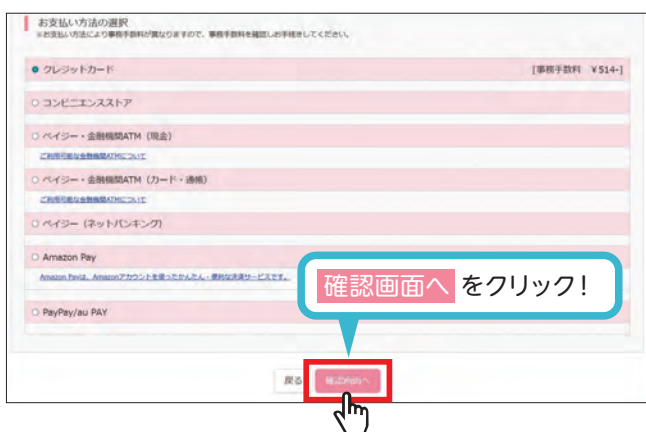 お支払い方法の選択
※お支払い方法により事務手数料が異なりますので、事務手数料を確認しお手続きしてください。
クレジットカード [事務手数料 ¥514-]
コンビニエンスストア
ペイジー・金融機関ATM（現金）
ご利用可能な金融機関ATMについて
ペイジー・金融機関ATM（カード・通帳）
ご利用可能な金融機関ATMについて
ペイジー（ネットバンキング）
Amazon Pay
Amazon Payは、Amazonアカウントを使ったかんたん・便利な決済サービスです。
確認画面へ をクリック！
PayPay/au PAY
戻る 確認画面へ